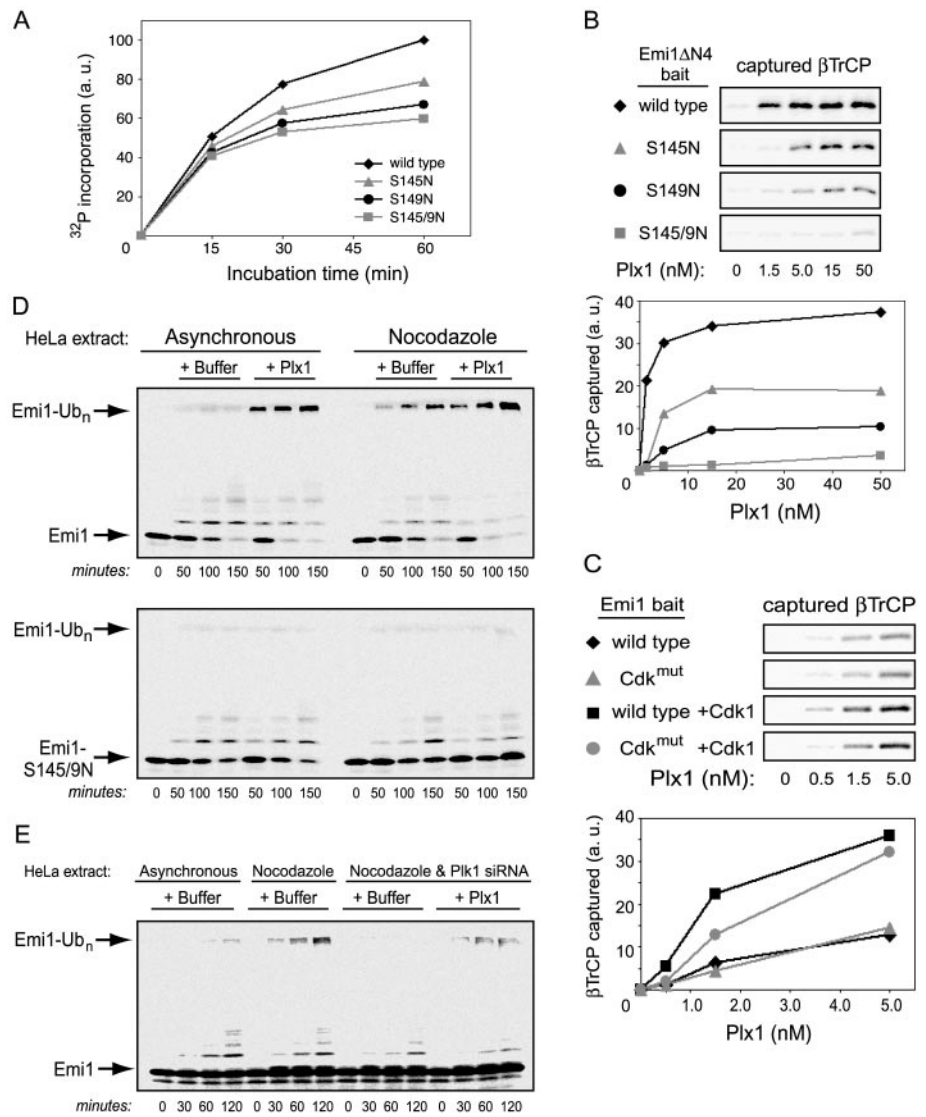 A
³²P incorporation (a. u.)
100
80
60
40
20
0
15
30
45
60
Incubation time (min)
wild type
S145N
S149N
S145/9N
B
Emi1ΔN4
bait
captured βTrCP
wild type
S145N
S149N
S145/9N
Plx1 (nM): 0 1.5 5.0 15 50
βTrCP captured (a. u.)
40
30
20
10
0
0 10 20 30 40 50
Plx1 (nM)
C
Emi1 bait
captured βTrCP
wild type
Cdkᵐᵘᵗ
wild type +Cdk1
Cdkᵐᵘᵗ +Cdk1
Plx1 (nM): 0 0.5 1.5 5.0
βTrCP captured (a. u.)
40
30
20
10
0
1.0 2.0 3.0 4.0 5.0
Plx1 (nM)
D
HeLa extract: Asynchronous Nocodazole
+ Buffer + Plx1 + Buffer + Plx1
Emi1-Ubₙ
Emi1
minutes: 0 50 100 150 50 100 150 0 50 100 150 50 100 150
Emi1-Ubₙ
Emi1-
S145/9N
minutes: 0 50 100 150 50 100 150 0 50 100 150 50 100 150
E
HeLa extract: Asynchronous Nocodazole Nocodazole & Plk1 siRNA
+ Buffer + Buffer + Buffer + Plx1
Emi1-Ubₙ
Emi1
minutes: 0 30 60 120 0 30 60 120 0 30 60 120 0 30 60 120